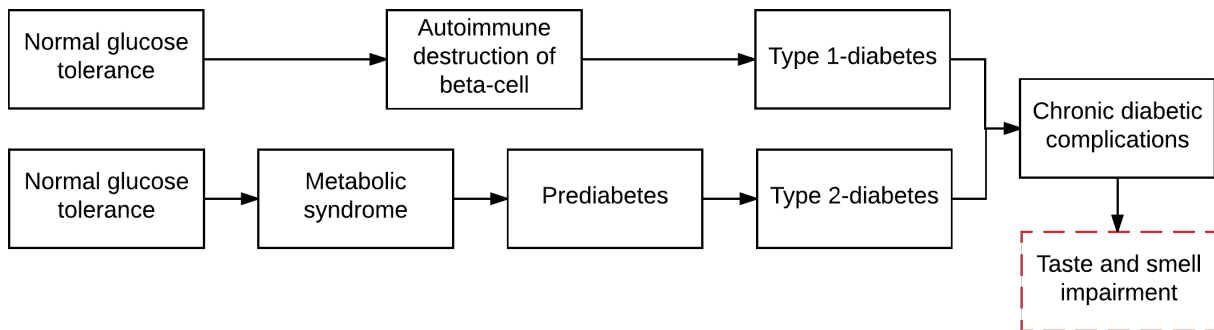 Normal glucose
tolerance
Autoimmune
destruction of
beta-cell
Type 1-diabetes
Chronic diabetic
complications
Normal glucose
tolerance
Metabolic
syndrome
Prediabetes
Type 2-diabetes
Taste and smell
impairment